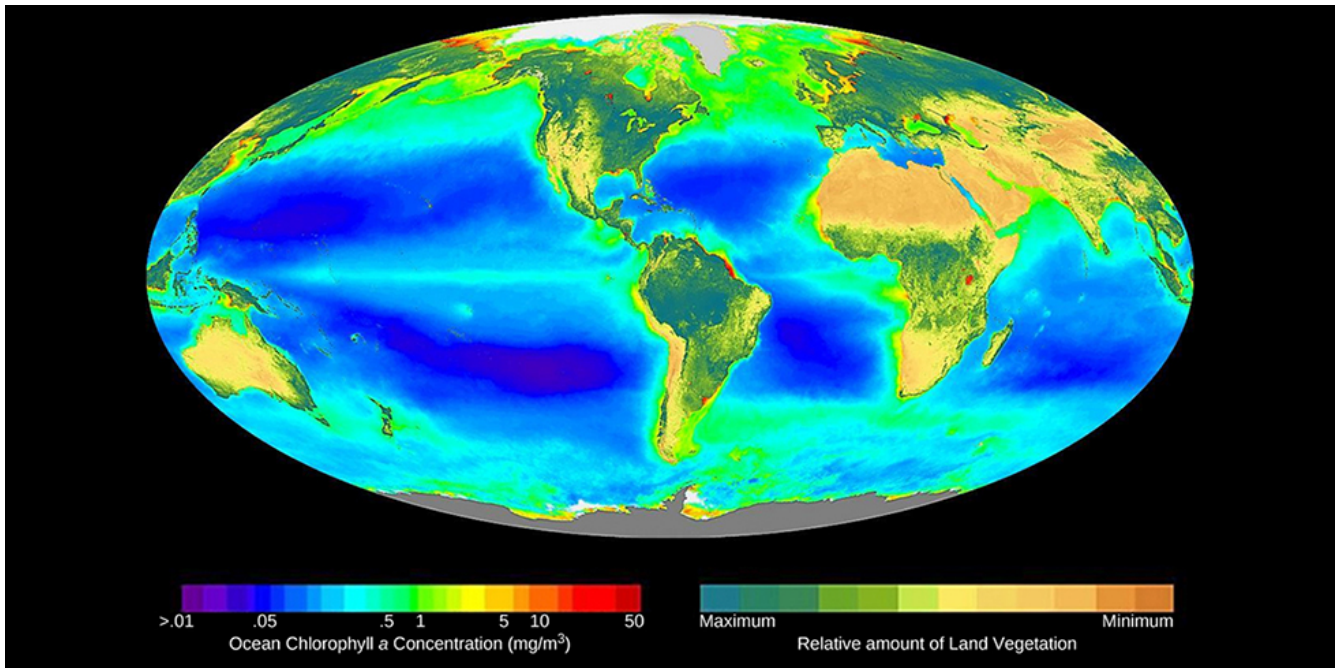 >.01 .05 .5 1 5 10 50
Ocean Chlorophyll a Concentration (mg/m³)
Maximum Minimum
Relative amount of Land Vegetation